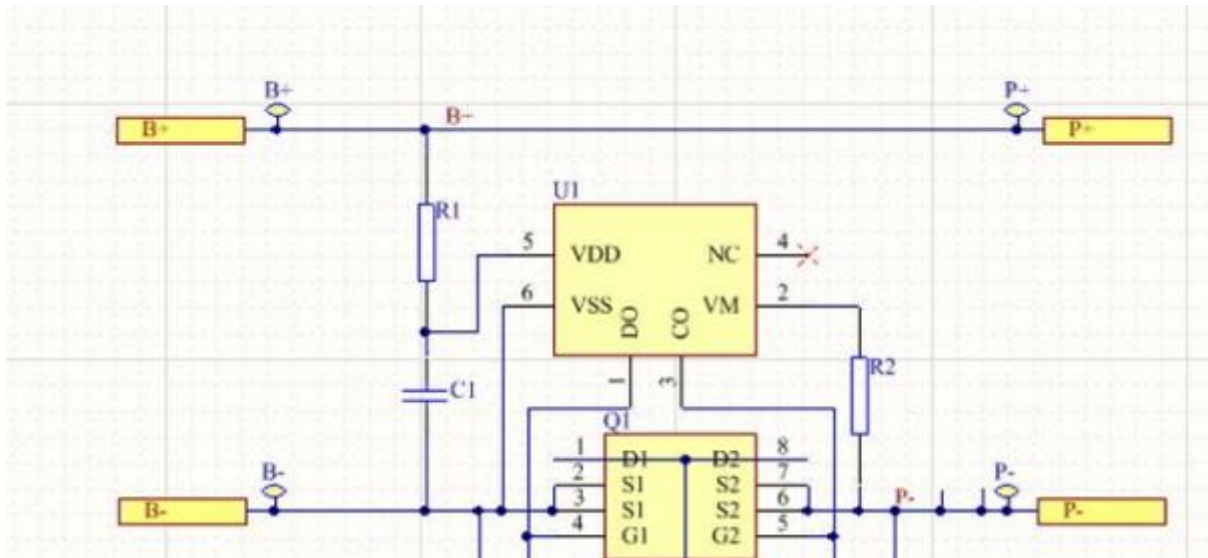 B+ P+
B+ B+ P+
U1
R1
5 VDD NC 4
6 VSS VM 2
DO CO
1 3
R2
C1
Q1
1 D1 D2 8
2 S1 S2 7
3 S1 S2 6
4 G1 G2 5
B- P-
P-
B- P-